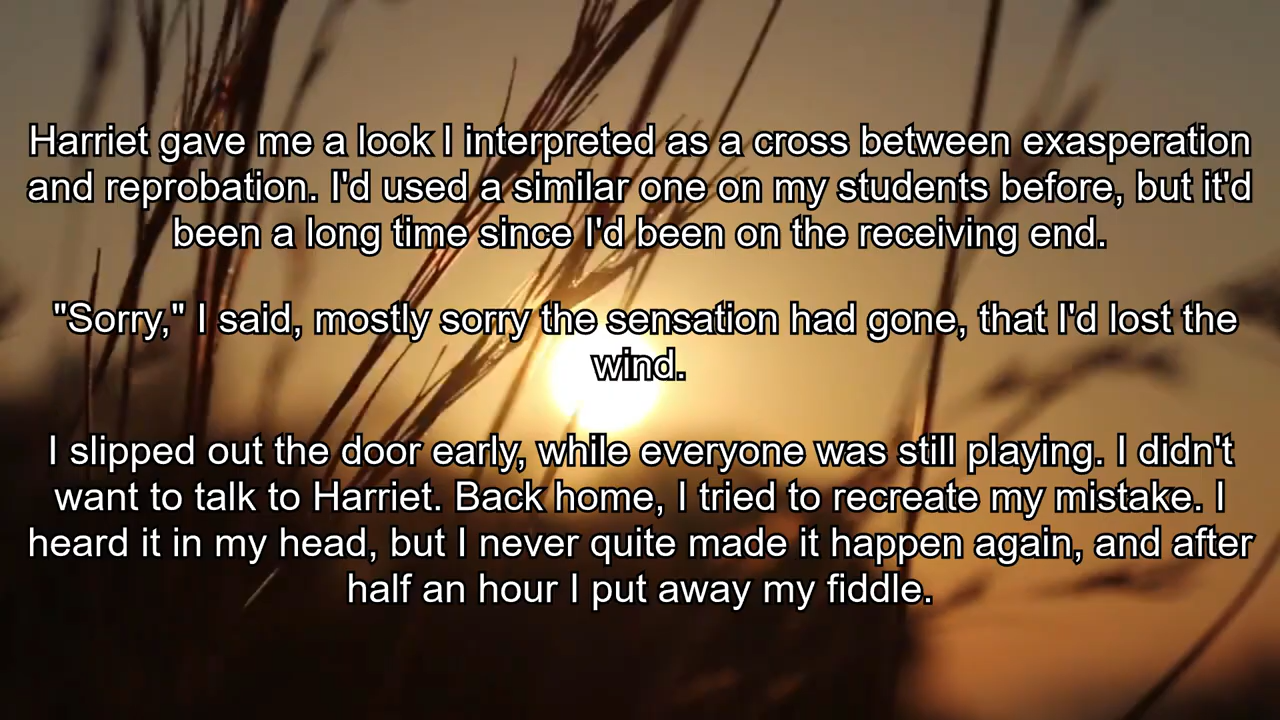 Harriet gave me a look I interpreted as a cross between exasperation
and reprobation. I'd used a similar one on my students before, but it'd
been a long time since I'd been on the receiving end.
"Sorry," I said, mostly sorry the sensation had gone, that I'd lost the
wind.
I slipped out the door early, while everyone was still playing. I didn't
want to talk to Harriet. Back home, I tried to recreate my mistake. I
heard it in my head, but I never quite made it happen again, and after
half an hour I put away my fiddle.